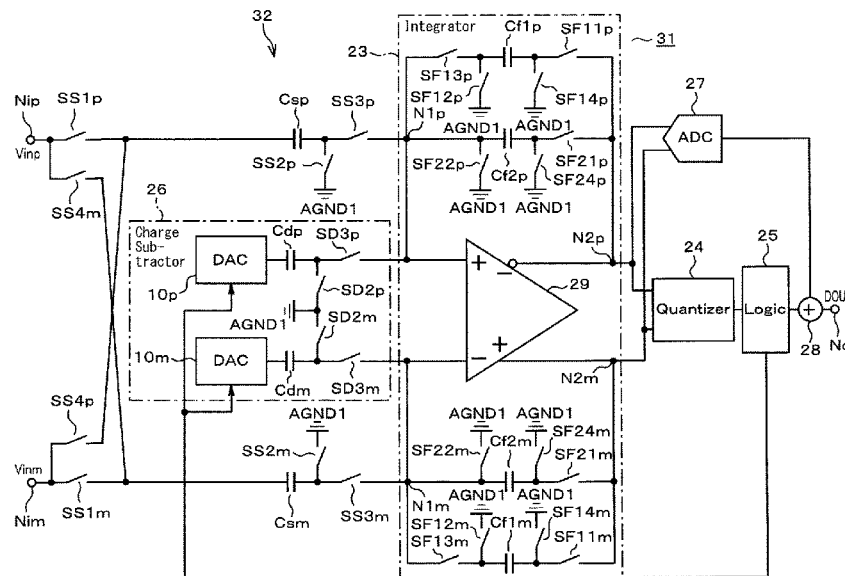 32
Integrator
31
23
Cf1p
SF11p
SF13p
SF12p
SF14p
SS1p
Nip
Vinp
Csp
SS3p
N1p
AGND1
AGND1
27
ADC
SS2p
SF22p
Cf2p
SF21p
SF24p
SS4m
AGND1
AGND1
AGND1
26
Charge Sub-
tractor
Cdp
SD3p
DAC
10p
SD2p
AGND1
SD2m
10m
DAC
Cdm
SD3m
+
−
−
+
29
N2p
24
25
Quantizer
Logic
DOU
+
28
No
N2m
SS4p
AGND1
AGND1
AGND1
SS2m
SF22m
Cf2m
SF24m
SF21m
Vinm
Nim
SS1m
Csm
SS3m
N1m
AGND1
AGND1
SF12m
SF13m
Cf1m
SF14m
SF11m